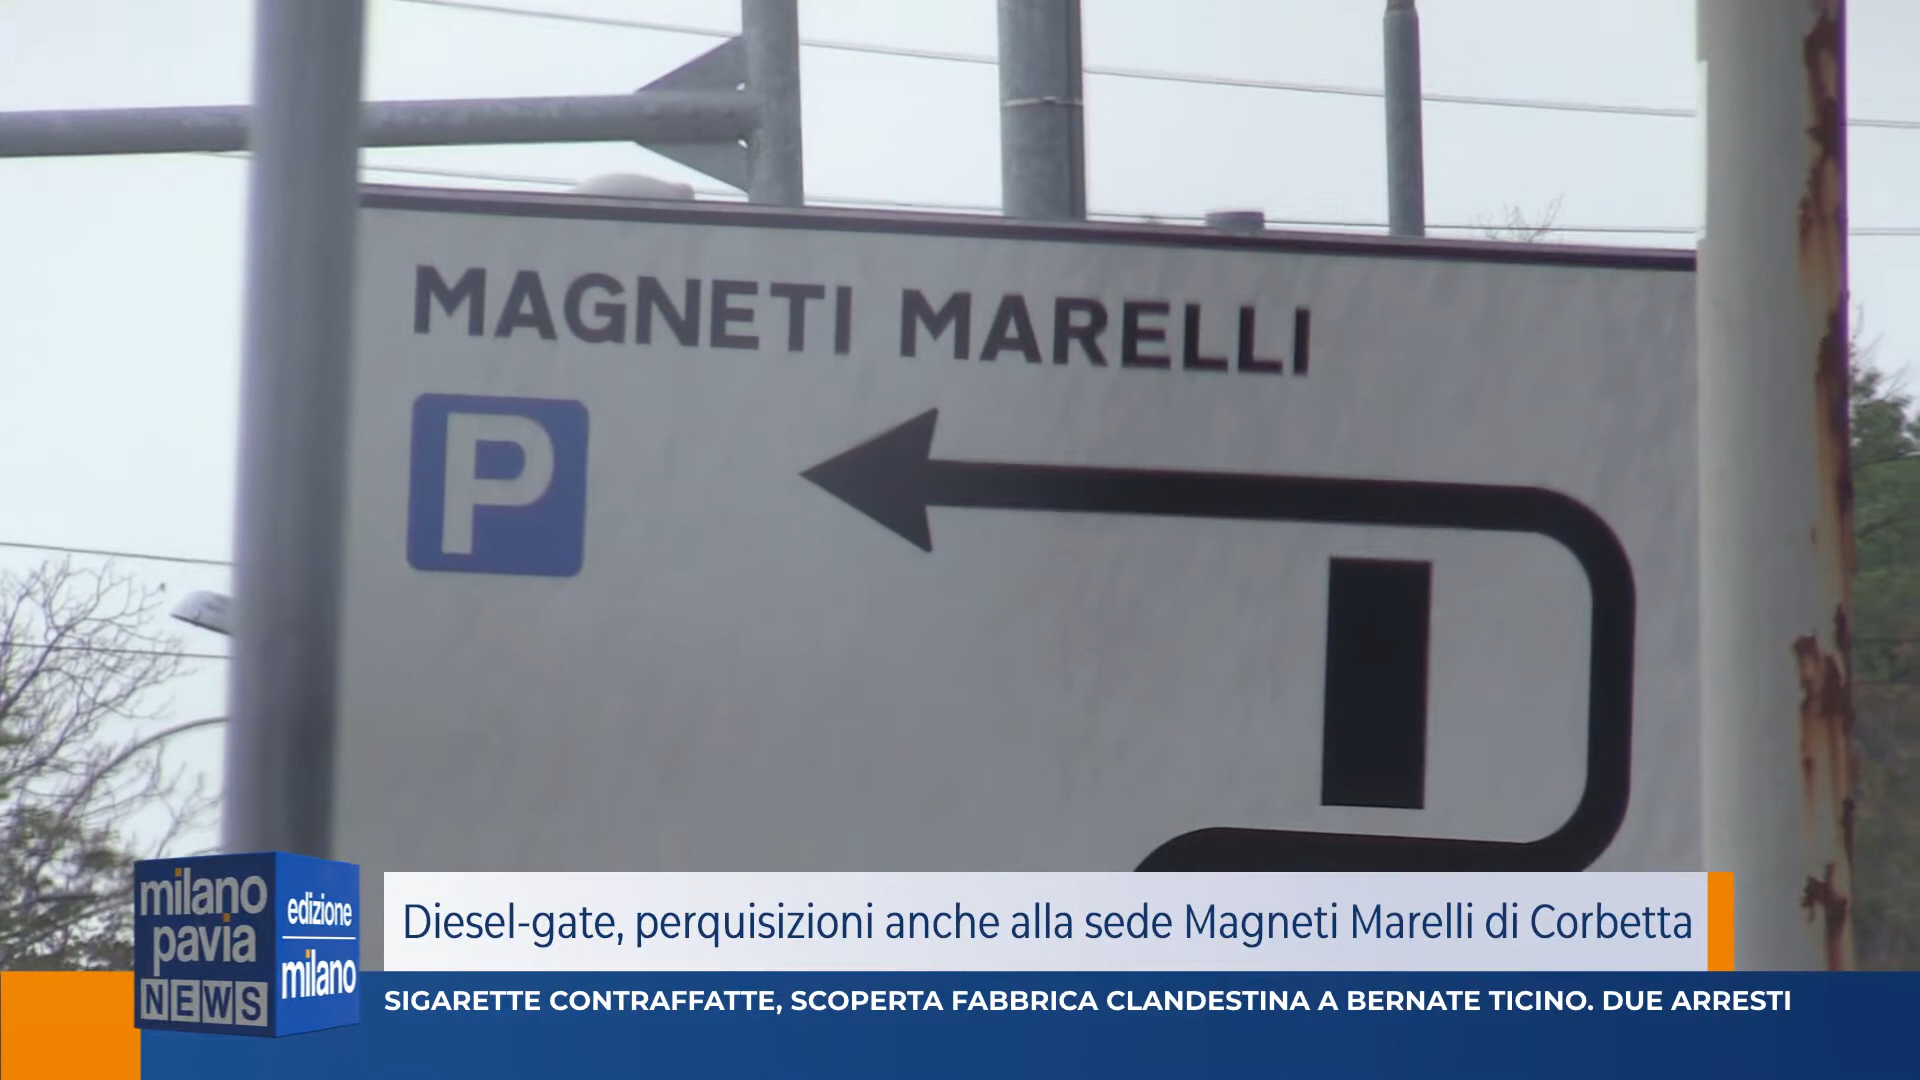 MAGNETI MARELLI
P
milano
pavia
NEWS
edizione
milano
Diesel-gate, perquisizioni anche alla sede Magneti Marelli di Corbetta
SIGARETTE CONTRAFFATTE, SCOPERTA FABBRICA CLANDESTINA A BERNATE TICINO. DUE ARRESTI